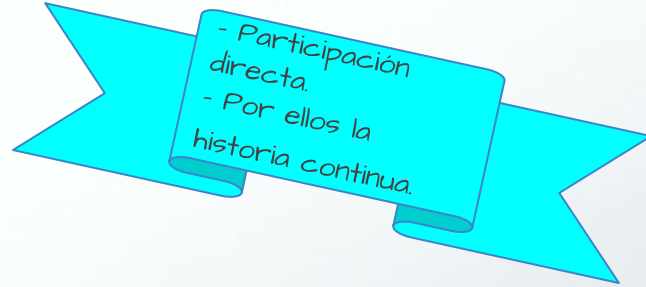 - Participación
directa.
- Por ellos la
historia continua.